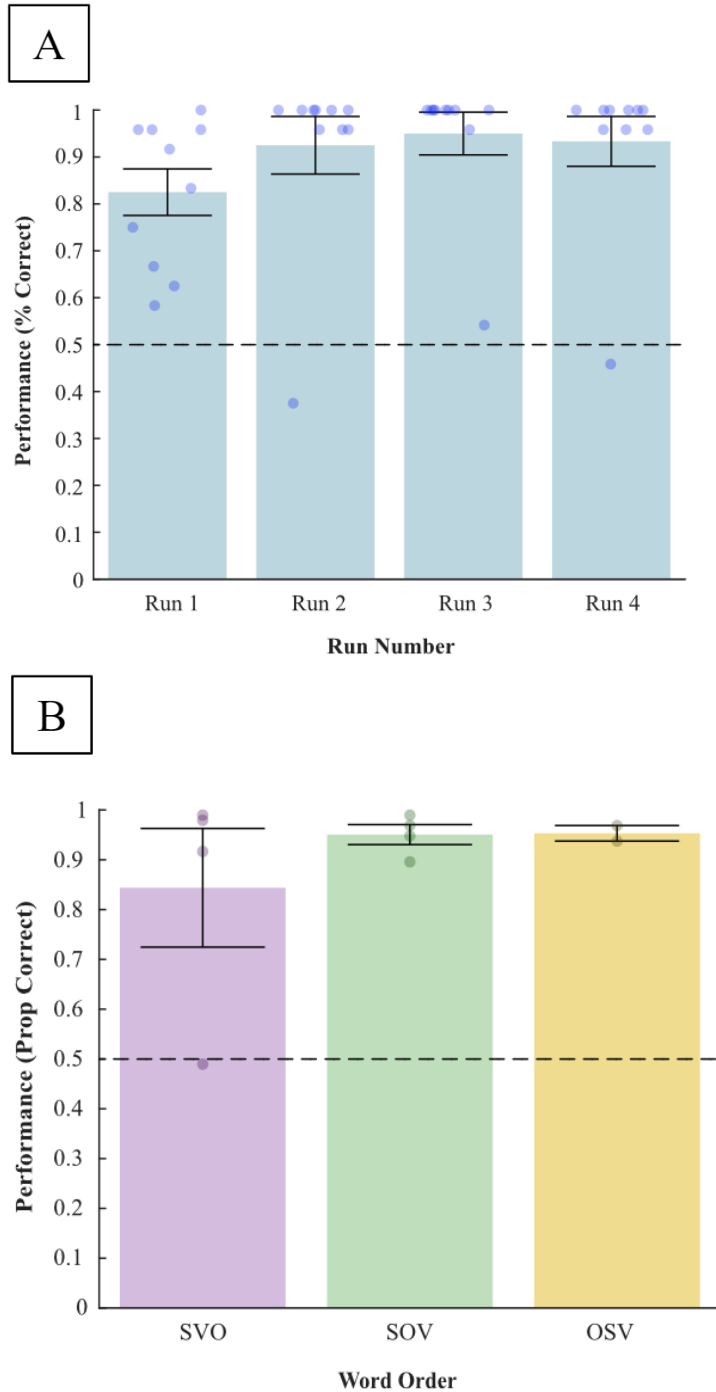 A
Performance (% Correct)
1
0.9
0.8
0.7
0.6
0.5
0.4
0.3
0.2
0.1
0
Run 1 Run 2 Run 3 Run 4
Run Number
B
Performance (Prop Correct)
1
0.9
0.8
0.7
0.6
0.5
0.4
0.3
0.2
0.1
0
SVO SOV OSV
Word Order